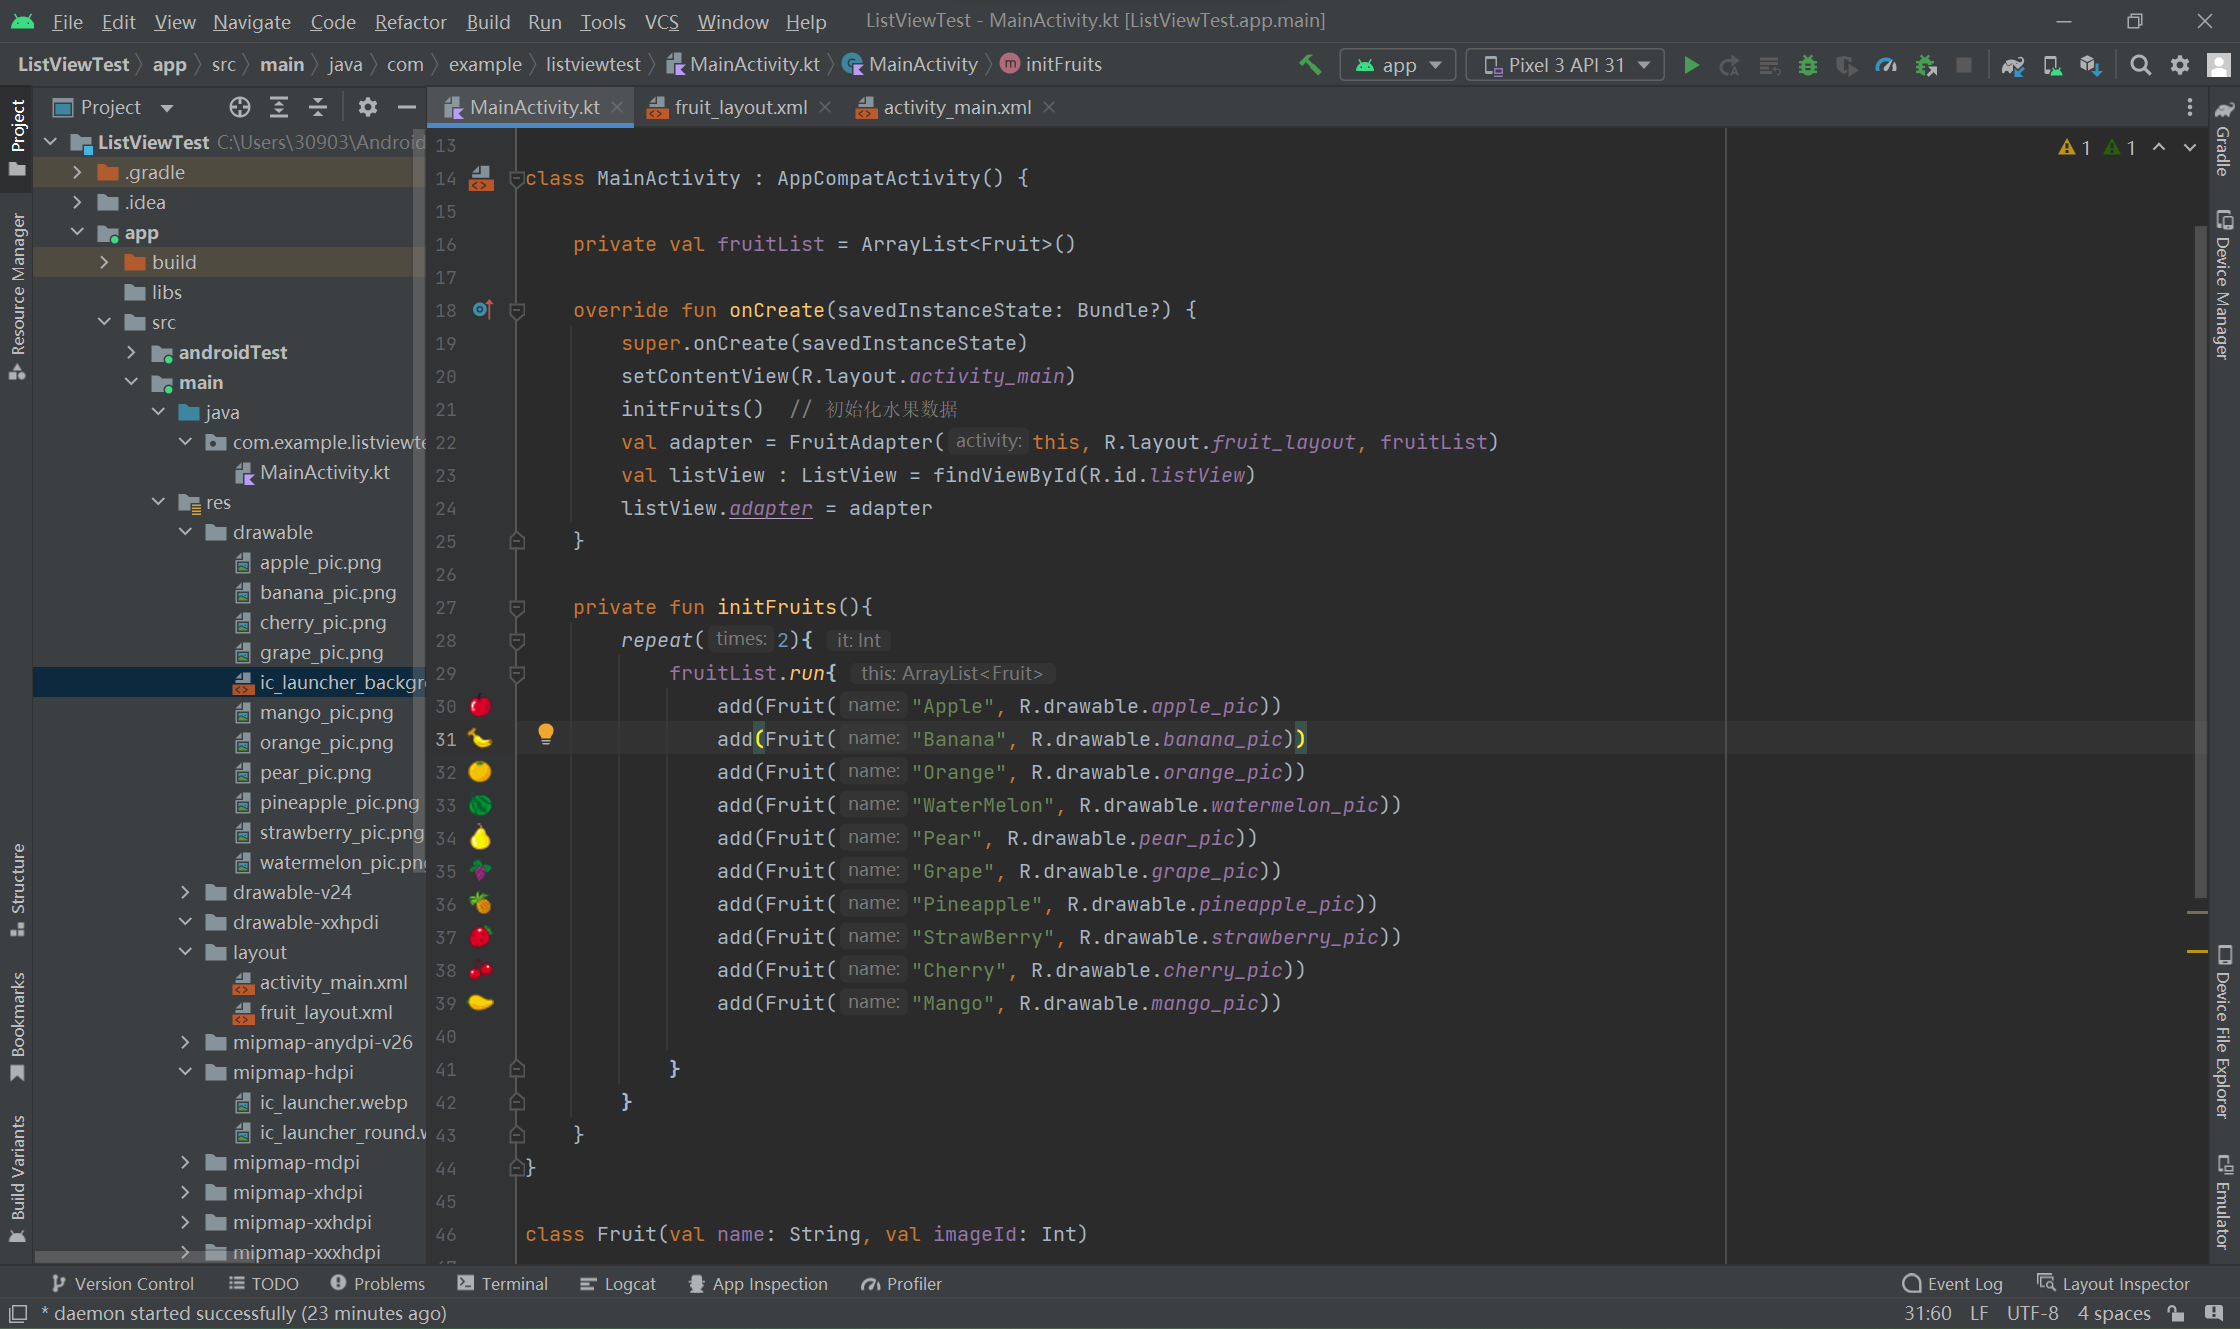 File Edit View Navigate Code Refactor Build Run Tools VCS Window Help ListViewTest - MainActivity.kt [ListViewTest.app.main]
ListViewTest app src main java com example listviewtest MainActivity.kt MainActivity initFruits app Pixel 3 API 31
Project
MainActivity.kt fruit_layout.xml activity_main.xml
Project
Resource Manager
Structure
Bookmarks
Build Variants
ListViewTest C:\Users\30903\Android
.gradle
.idea
app
build
libs
src
androidTest
main
java
com.example.listviewte
MainActivity.kt
res
drawable
apple_pic.png
banana_pic.png
cherry_pic.png
grape_pic.png
ic_launcher_backgr
mango_pic.png
orange_pic.png
pear_pic.png
pineapple_pic.png
strawberry_pic.png
watermelon_pic.pn
drawable-v24
drawable-xxhpdi
layout
activity_main.xml
fruit_layout.xml
mipmap-anydpi-v26
mipmap-hdpi
ic_launcher.webp
ic_launcher_round.w
mipmap-mdpi
mipmap-xhdpi
mipmap-xxhdpi
mipmap-xxxhdpi
1 1
13
14 class MainActivity : AppCompatActivity() {
15
16 private val fruitList = ArrayList<Fruit>()
17
18 override fun onCreate(savedInstanceState: Bundle?) {
19 super.onCreate(savedInstanceState)
20 setContentView(R.layout.activity_main)
21 initFruits() // 初始化水果数据
22 val adapter = FruitAdapter( activity: this, R.layout.fruit_layout, fruitList)
23 val listView : ListView = findViewById(R.id.listView)
24 listView.adapter = adapter
25 }
26
27 private fun initFruits(){
28 repeat( times: 2){ it: Int
29 fruitList.run{ this: ArrayList<Fruit>
30 add(Fruit( name: "Apple", R.drawable.apple_pic))
31 add(Fruit( name: "Banana", R.drawable.banana_pic))
32 add(Fruit( name: "Orange", R.drawable.orange_pic))
33 add(Fruit( name: "WaterMelon", R.drawable.watermelon_pic))
34 add(Fruit( name: "Pear", R.drawable.pear_pic))
35 add(Fruit( name: "Grape", R.drawable.grape_pic))
36 add(Fruit( name: "Pineapple", R.drawable.pineapple_pic))
37 add(Fruit( name: "StrawBerry", R.drawable.strawberry_pic))
38 add(Fruit( name: "Cherry", R.drawable.cherry_pic))
39 add(Fruit( name: "Mango", R.drawable.mango_pic))
40
41 }
42 }
43 }
44 }
45
46 class Fruit(val name: String, val imageId: Int)
Gradle
Device Manager
Device File Explorer
Emulator
Version Control TODO Problems Terminal Logcat App Inspection Profiler Event Log Layout Inspector
* daemon started successfully (23 minutes ago) 31:60 LF UTF-8 4 spaces